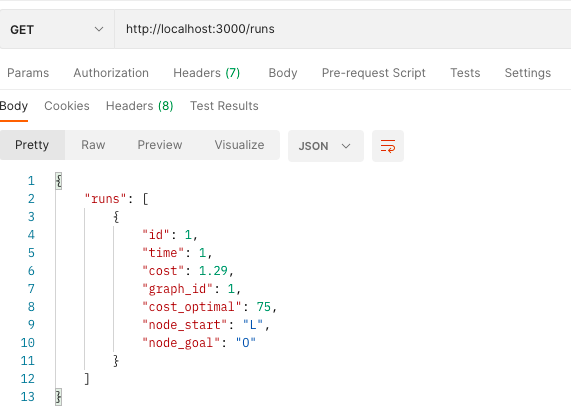 GET http://localhost:3000/runs
Params Authorization Headers (7) Body Pre-request Script Tests Settings
Body Cookies Headers (8) Test Results
Pretty Raw Preview Visualize JSON
1 {
2 "runs": [
3 {
4 "id": 1,
5 "time": 1,
6 "cost": 1.29,
7 "graph_id": 1,
8 "cost_optimal": 75,
9 "node_start": "L",
10 "node_goal": "O"
11 }
12 ]
13 }